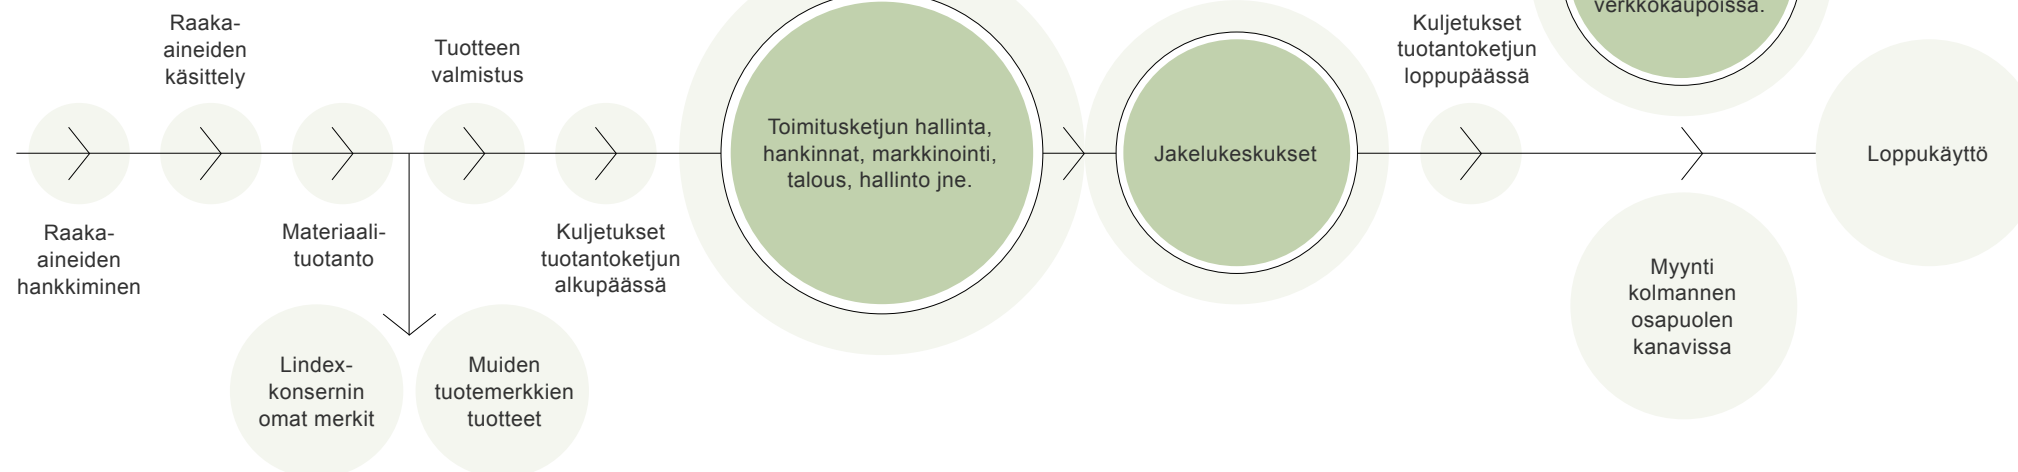 Raaka-
aineiden
hankkiminen
Raaka-
aineiden
käsittely
Materiaali-
tuotanto
Lindex-
konsernin
omat merkit
Muiden
tuotemerkkien
tuotteet
Tuotteen
valmistus
Kuljetukset
tuotantoketjun
alkupäässä
Toimitusketjun hallinta,
hankinnat, markkinointi,
talous, hallinto jne.
Jakelukeskukset
Kuljetukset
tuotantoketjun
loppupäässä
verkkokaupoissa.
Myynti
kolmannen
osapuolen
kanavissa
Loppukäyttö